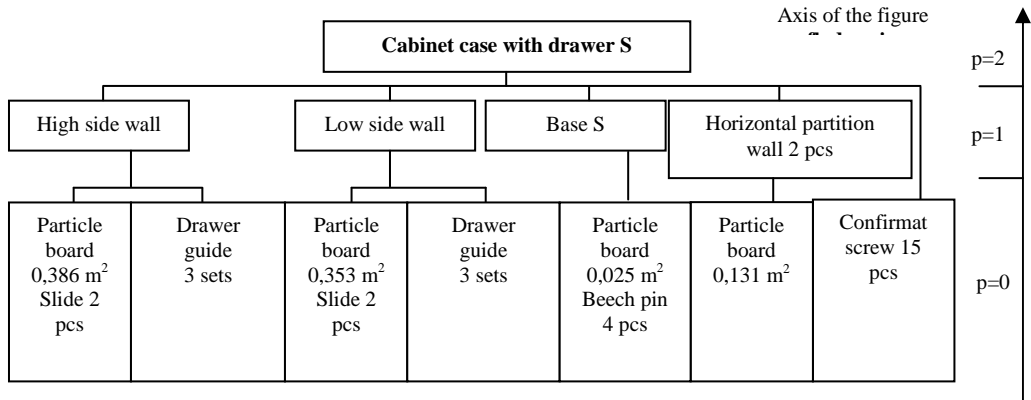 Axis of the figure
Cabinet case with drawer S
p=2
High side wall
Low side wall
Base S
Horizontal partition
wall 2 pcs
p=1
Particle
board
0,386 m²
Slide 2
pcs
Drawer
guide
3 sets
Particle
board
0,353 m²
Slide 2
pcs
Drawer
guide
3 sets
Particle
board
0,025 m²
Beech pin
4 pcs
Particle
board
0,131 m²
Confirmat
screw 15
pcs
p=0